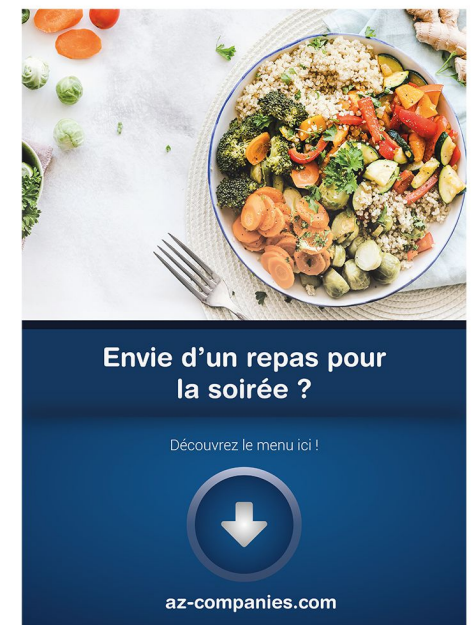 Envie d’un repas pour
la soirée ?
Découvrez le menu ici !
az-companies.com